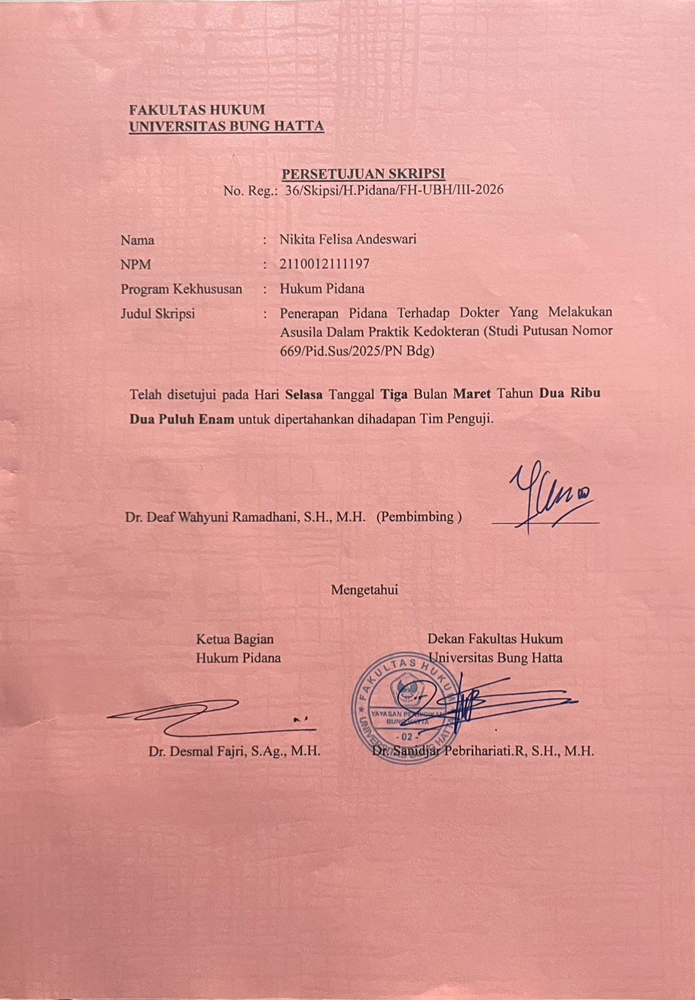 FAKULTAS HUKUM
UNIVERSITAS BUNG HATTA
PERSETUJUAN SKRIPSI
No. Reg.: 36/Skipsi/H.Pidana/FH-UBH/III-2026
Nama : Nikita Felisa Andeswari
NPM : 2110012111197
Program Kekhususan : Hukum Pidana
Judul Skripsi : Penerapan Pidana Terhadap Dokter Yang Melakukan
Asusila Dalam Praktik Kedokteran (Studi Putusan Nomor
669/Pid.Sus/2025/PN Bdg)
Telah disetujui pada Hari Selasa Tanggal Tiga Bulan Maret Tahun Dua Ribu
Dua Puluh Enam untuk dipertahankan dihadapan Tim Penguji.
Dr. Deaf Wahyuni Ramadhani, S.H., M.H. (Pembimbing )
Mengetahui
Ketua Bagian
Hukum Pidana
Dekan Fakultas Hukum
Universitas Bung Hatta
FAKULTAS HUKUM
YAYASAN PENDIDIKAN
BUNG HATTA
- 02 -
UNIVERSITAS BUNG HATTA
Dr. Desmal Fajri, S.Ag., M.H.
Dr. Sanidjar Pebrihariati.R, S.H., M.H.